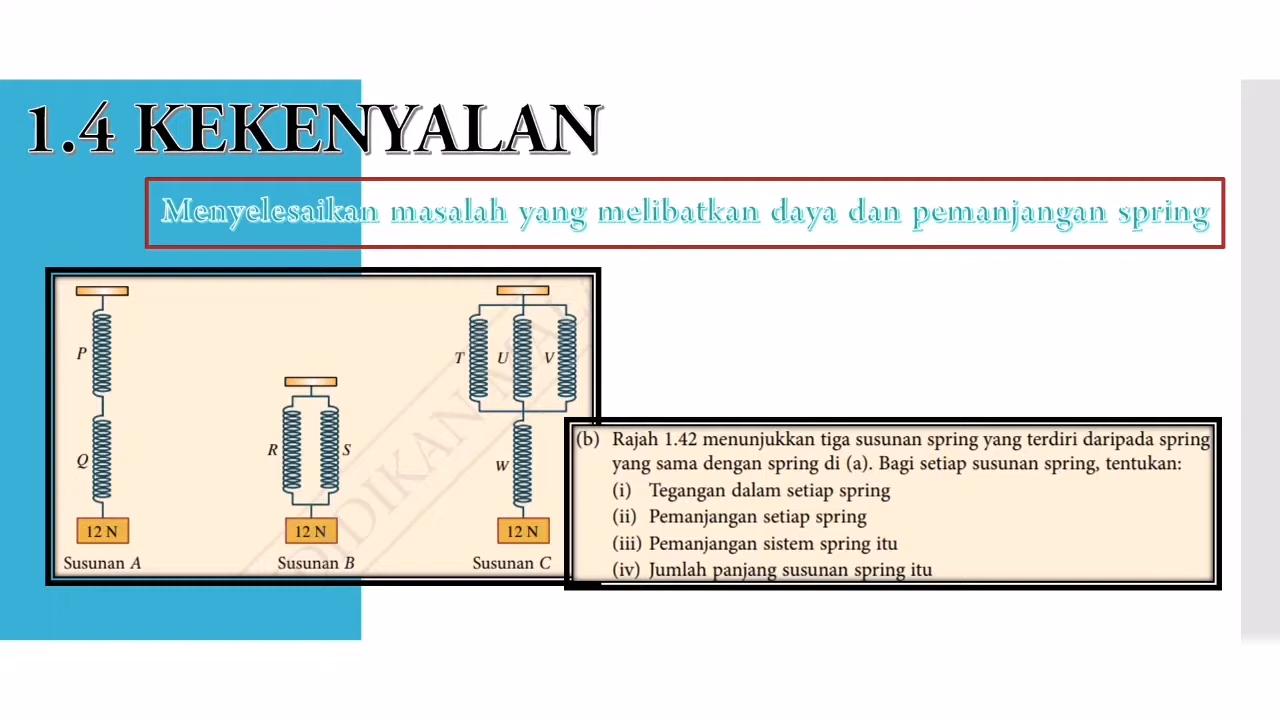 1.4 KEKENYALAN
Menyelesaikan masalah yang melibatkan daya dan pemanjangan spring
P
Q
12 N
Susunan A
R
S
12 N
Susunan B
T
U
V
W
12 N
Susunan C
(b) Rajah 1.42 menunjukkan tiga susunan spring yang terdiri daripada spring
yang sama dengan spring di (a). Bagi setiap susunan spring, tentukan:
(i) Tegangan dalam setiap spring
(ii) Pemanjangan setiap spring
(iii) Pemanjangan sistem spring itu
(iv) Jumlah panjang susunan spring itu